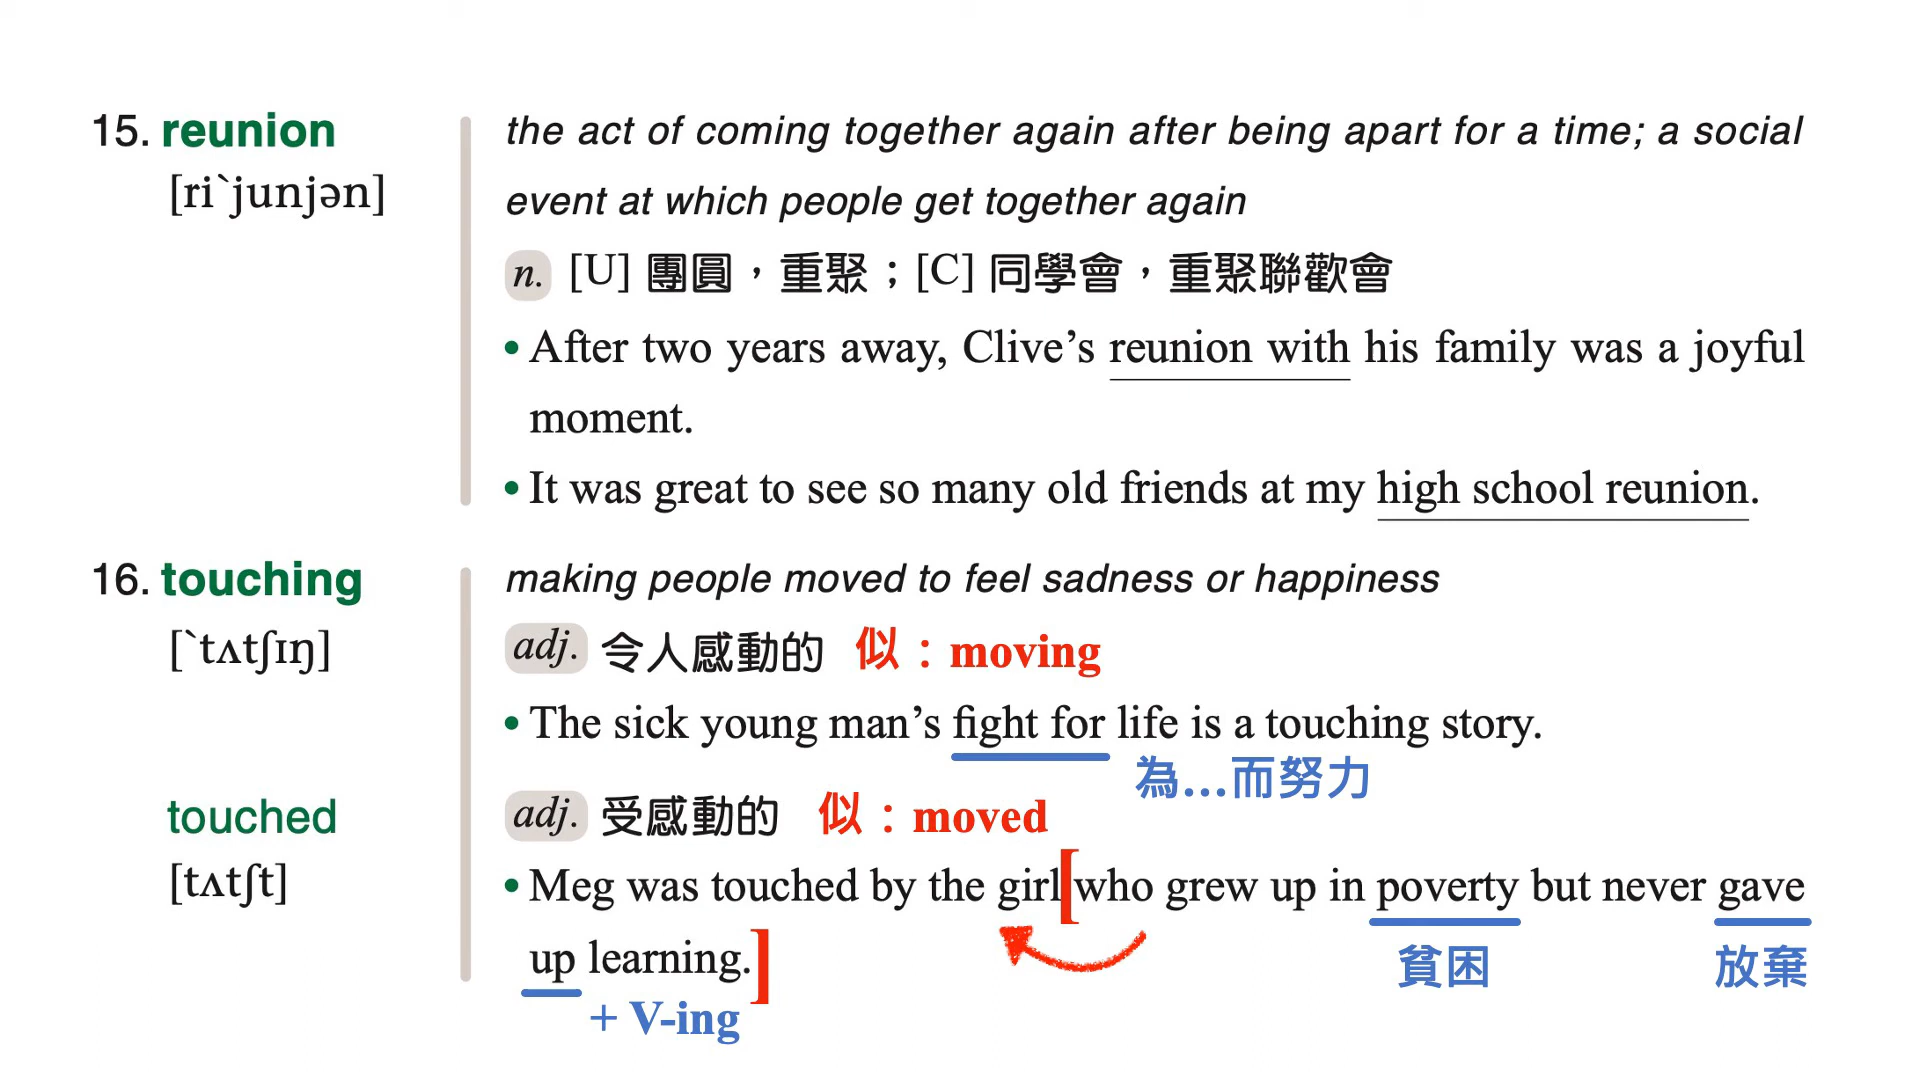 15. reunion
[ri`junjən]
the act of coming together again after being apart for a time; a social
event at which people get together again
n. [U] 團圓，重聚；[C] 同學會，重聚聯歡會
• After two years away, Clive’s reunion with his family was a joyful
moment.
• It was great to see so many old friends at my high school reunion.
16. touching
[`tʌtʃɪŋ]
making people moved to feel sadness or happiness
adj. 令人感動的 似：moving
• The sick young man’s fight for life is a touching story.
為…而努力
touched
[tʌtʃt]
adj. 受感動的 似：moved
• Meg was touched by the girl [who grew up in poverty but never gave
貧困 放棄
up learning.]
+ V-ing